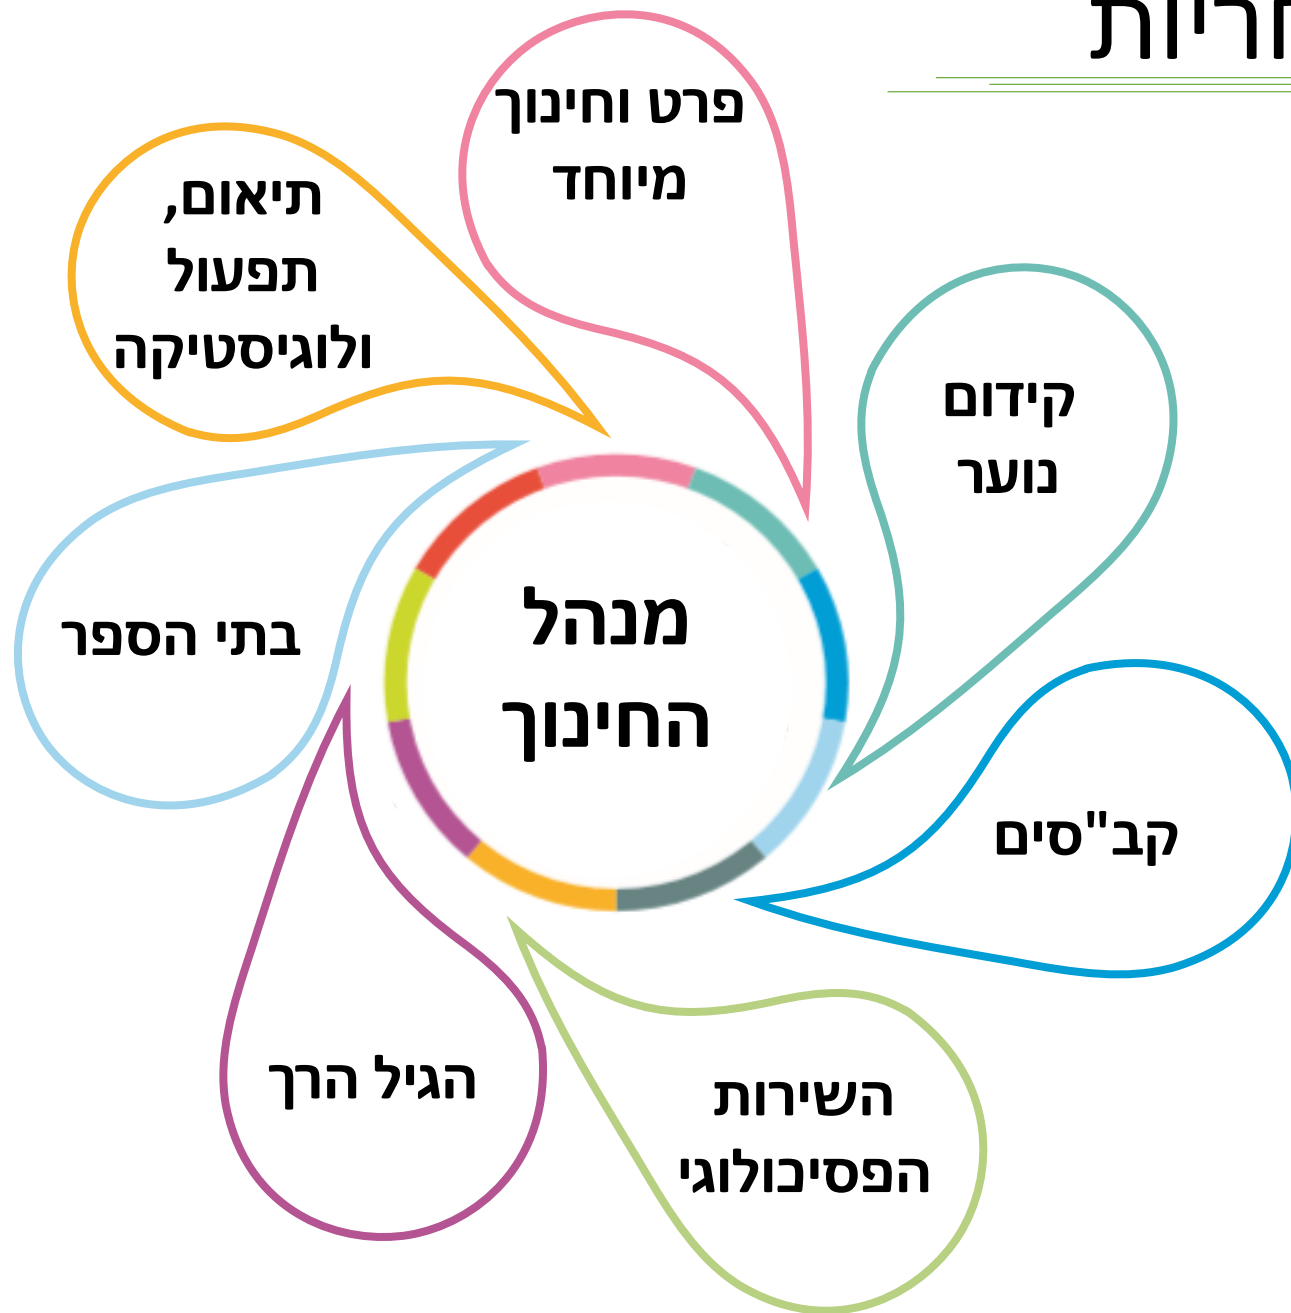 פרט וחינוך
מיוחד
תיאום,
תפעול
ולוגיסטיקה
קידום
נוער
בתי הספר
מנהל
החינוך
קב"סים
הגיל הרך
השירות
הפסיכולוגי